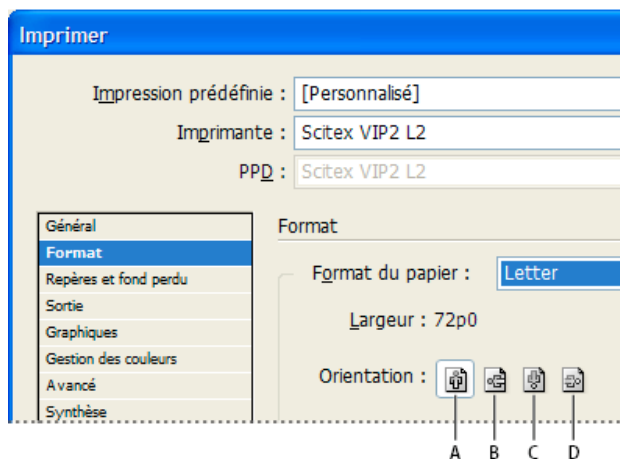 Imprimer
Impression prédéfinie : [Personnalisé]
Imprimante : Scitex VIP2 L2
PPD : Scitex VIP2 L2
Général
Format
Repères et fond perdu
Sortie
Graphiques
Gestion des couleurs
Avancé
Synthèse
Format
Format du papier : Letter
Largeur : 72p0
Orientation :
A B C D